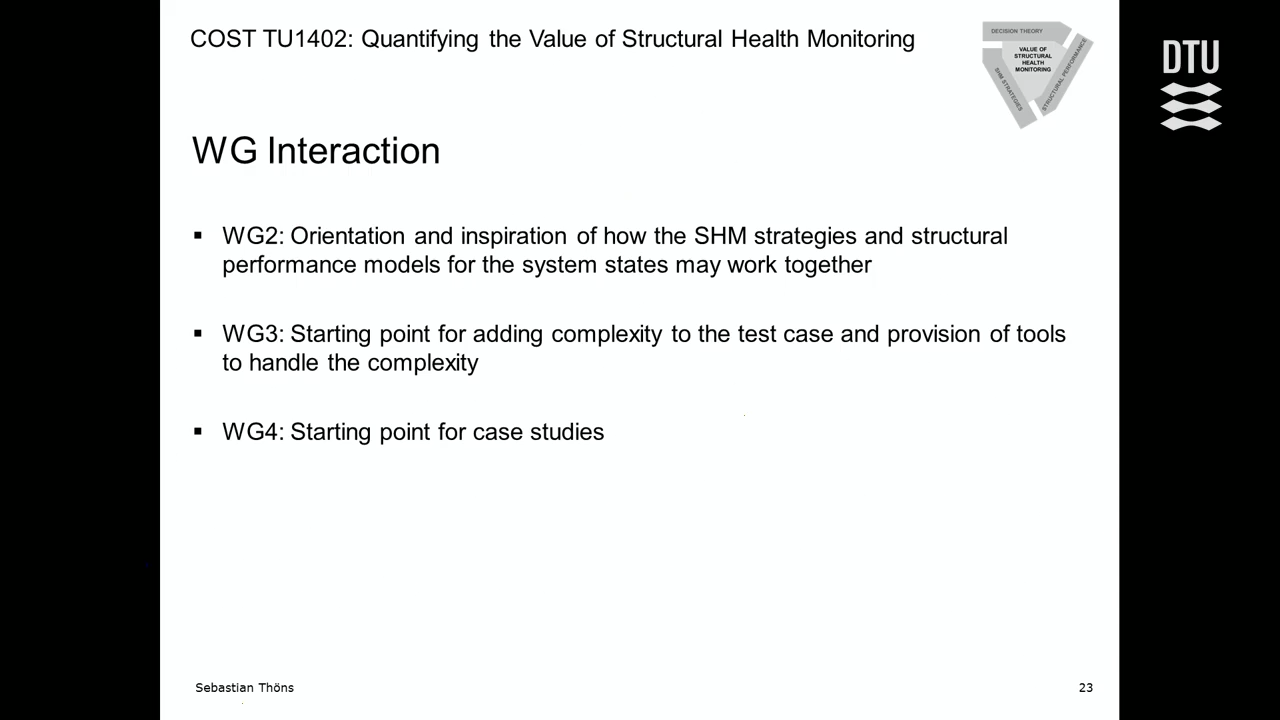 COST TU1402: Quantifying the Value of Structural Health Monitoring
DECISION THEORY
VALUE OF
STRUCTURAL
HEALTH
MONITORING
SHM STRATEGIES
STRUCTURAL PERFORMANCE
DTU
WG Interaction
▪ WG2: Orientation and inspiration of how the SHM strategies and structural
performance models for the system states may work together
▪ WG3: Starting point for adding complexity to the test case and provision of tools
to handle the complexity
▪ WG4: Starting point for case studies
Sebastian Thöns
23